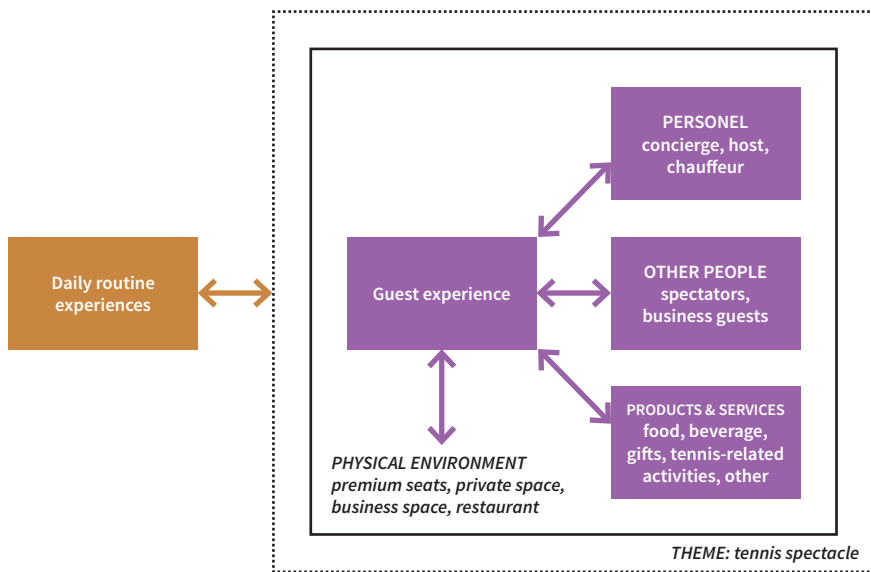 PERSONEL
concierge, host,
chauffeur
Daily routine
experiences
Guest experience
OTHER PEOPLE
spectators,
business guests
PRODUCTS & SERVICES
food, beverage,
gifts, tennis-related
activities, other
PHYSICAL ENVIRONMENT
premium seats, private space,
business space, restaurant
THEME: tennis spectacle